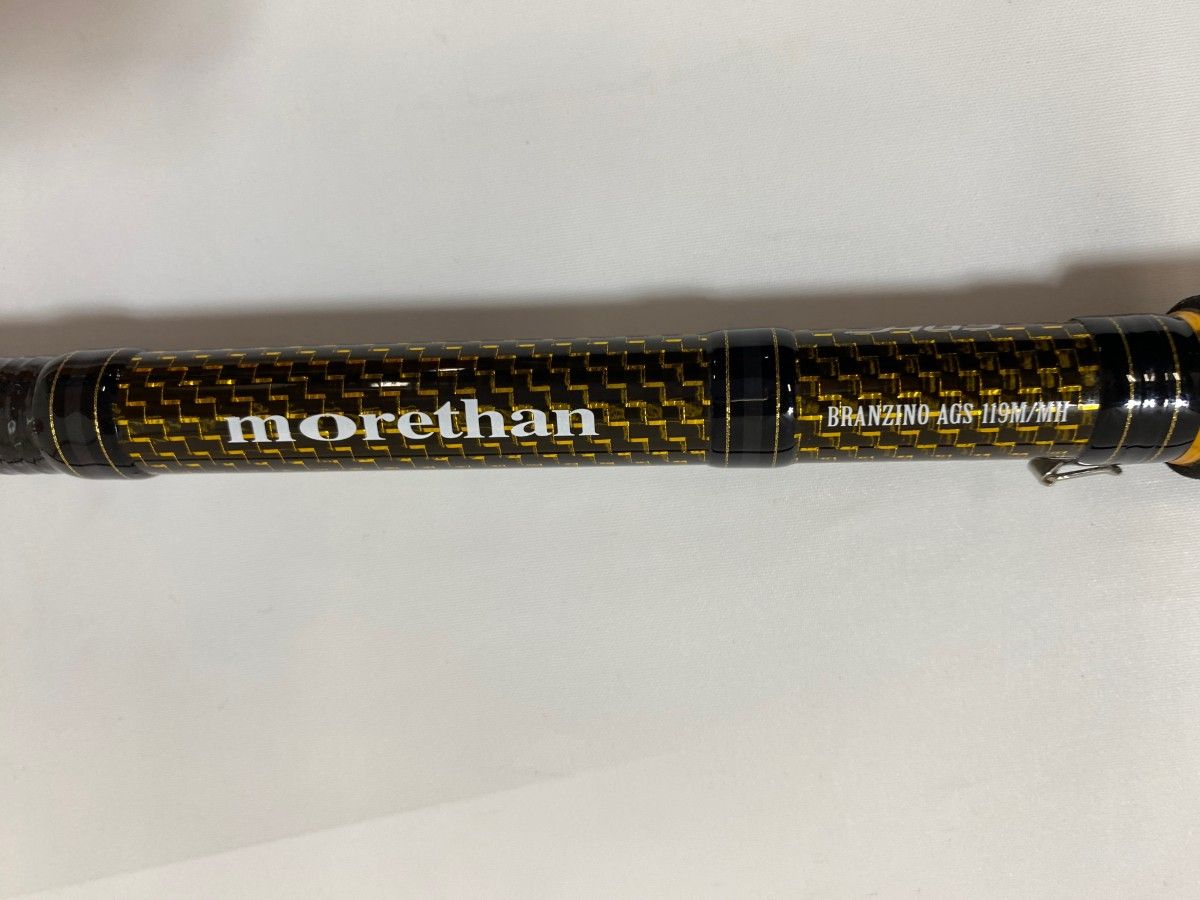 morethan
BRANZINO AGS 119M/MH